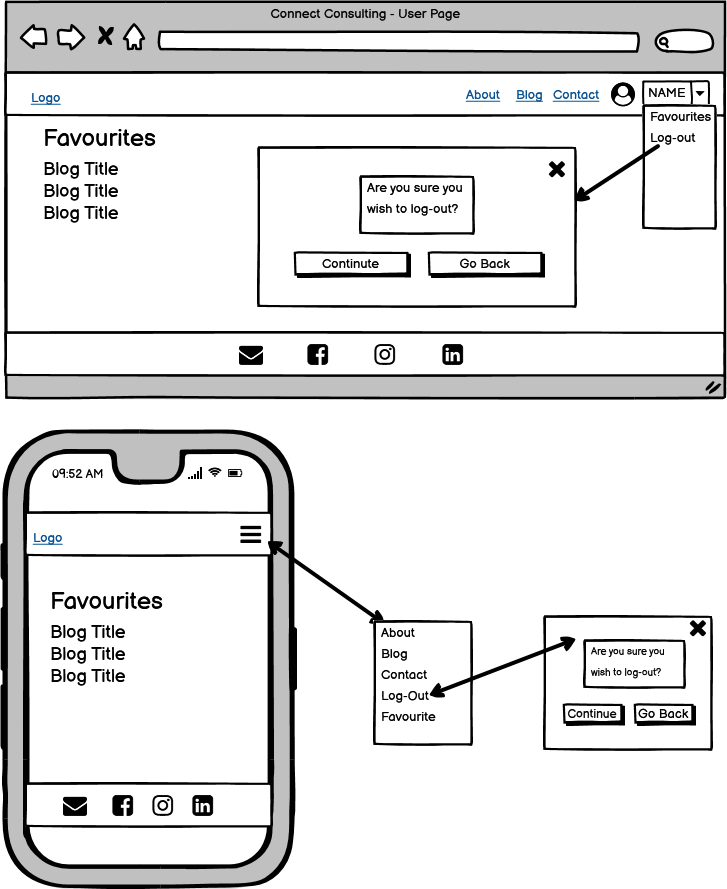 Connect Consulting - User Page
Logo About Blog Contact NAME
Favourites
Log-out
Favourites
Blog Title
Blog Title
Blog Title
Are you sure you
wish to log-out?
Continute Go Back
09:52 AM
Logo
Favourites
Blog Title
Blog Title
Blog Title
About
Blog
Contact
Log-Out
Favourite
Are you sure you
wish to log-out?
Continue Go Back